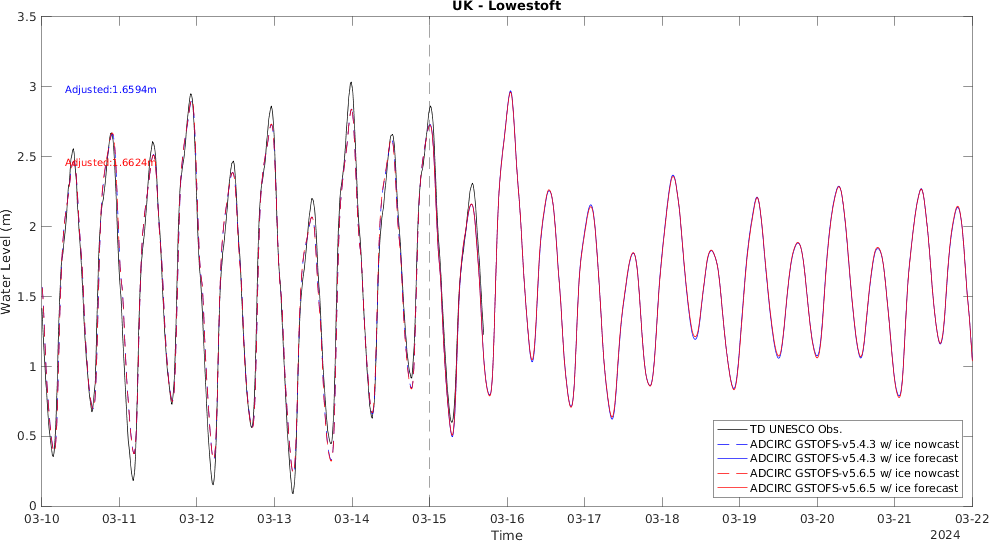 UK - Lowestoft
3.5
3
2.5
2
1.5
1
0.5
0
Water Level (m)
Adjusted:1.6594m
Adjusted:1.6624m
TD UNESCO Obs.
ADCIRC GSTOFS-v5.4.3 w/ ice nowcast
ADCIRC GSTOFS-v5.4.3 w/ ice forecast
ADCIRC GSTOFS-v5.6.5 w/ ice nowcast
ADCIRC GSTOFS-v5.6.5 w/ ice forecast
03-10 03-11 03-12 03-13 03-14 03-15 03-16 03-17 03-18 03-19 03-20 03-21 03-22
Time
2024